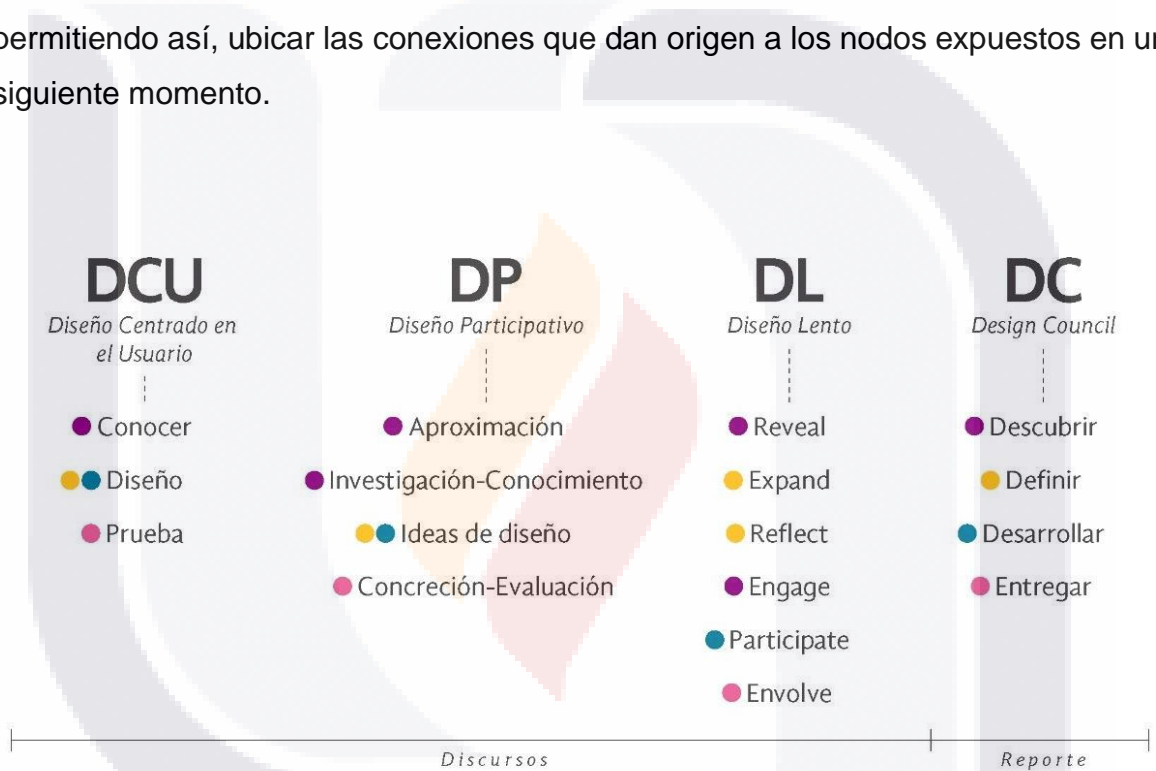 permitiendo así, ubicar las conexiones que dan origen a los nodos expuestos en un
siguiente momento.
DCU
Diseño Centrado en
el Usuario
Conocer
Diseño
Prueba
DP
Diseño Participativo
Aproximación
Investigación-Conocimiento
Ideas de diseño
Concreción-Evaluación
DL
Diseño Lento
Reveal
Expand
Reflect
Engage
Participate
Envolve
DC
Design Council
Descubrir
Definir
Desarrollar
Entregar
Discursos
Reporte